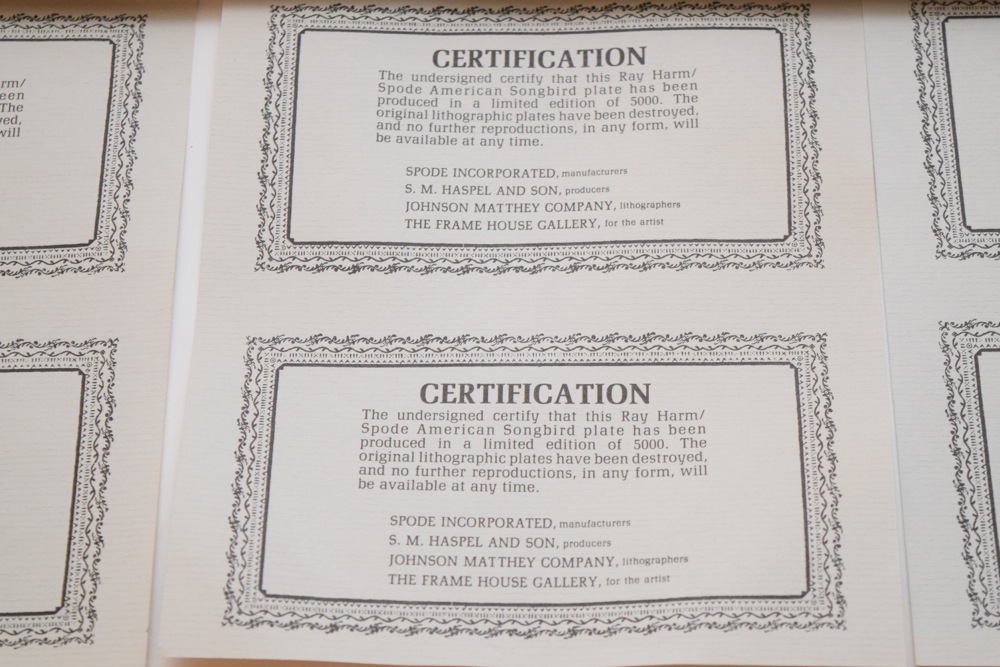 rm/
een
The
yed,
will
CERTIFICATION
The undersigned certify that this Ray Harm/
Spode American Songbird plate has been
produced in a limited edition of 5000. The
original lithographic plates have been destroyed,
and no further reproductions, in any form, will
be available at any time.
SPODE INCORPORATED, manufacturers
S. M. HASPEL AND SON, producers
JOHNSON MATTHEY COMPANY, lithographers
THE FRAME HOUSE GALLERY, for the artist
CERTIFICATION
The undersigned certify that this Ray Harm/
Spode American Songbird plate has been
produced in a limited edition of 5000. The
original lithographic plates have been destroyed,
and no further reproductions, in any form, will
be available at any time.
SPODE INCORPORATED, manufacturers
S. M. HASPEL AND SON, producers
JOHNSON MATTHEY COMPANY, lithographers
THE FRAME HOUSE GALLERY, for the artist